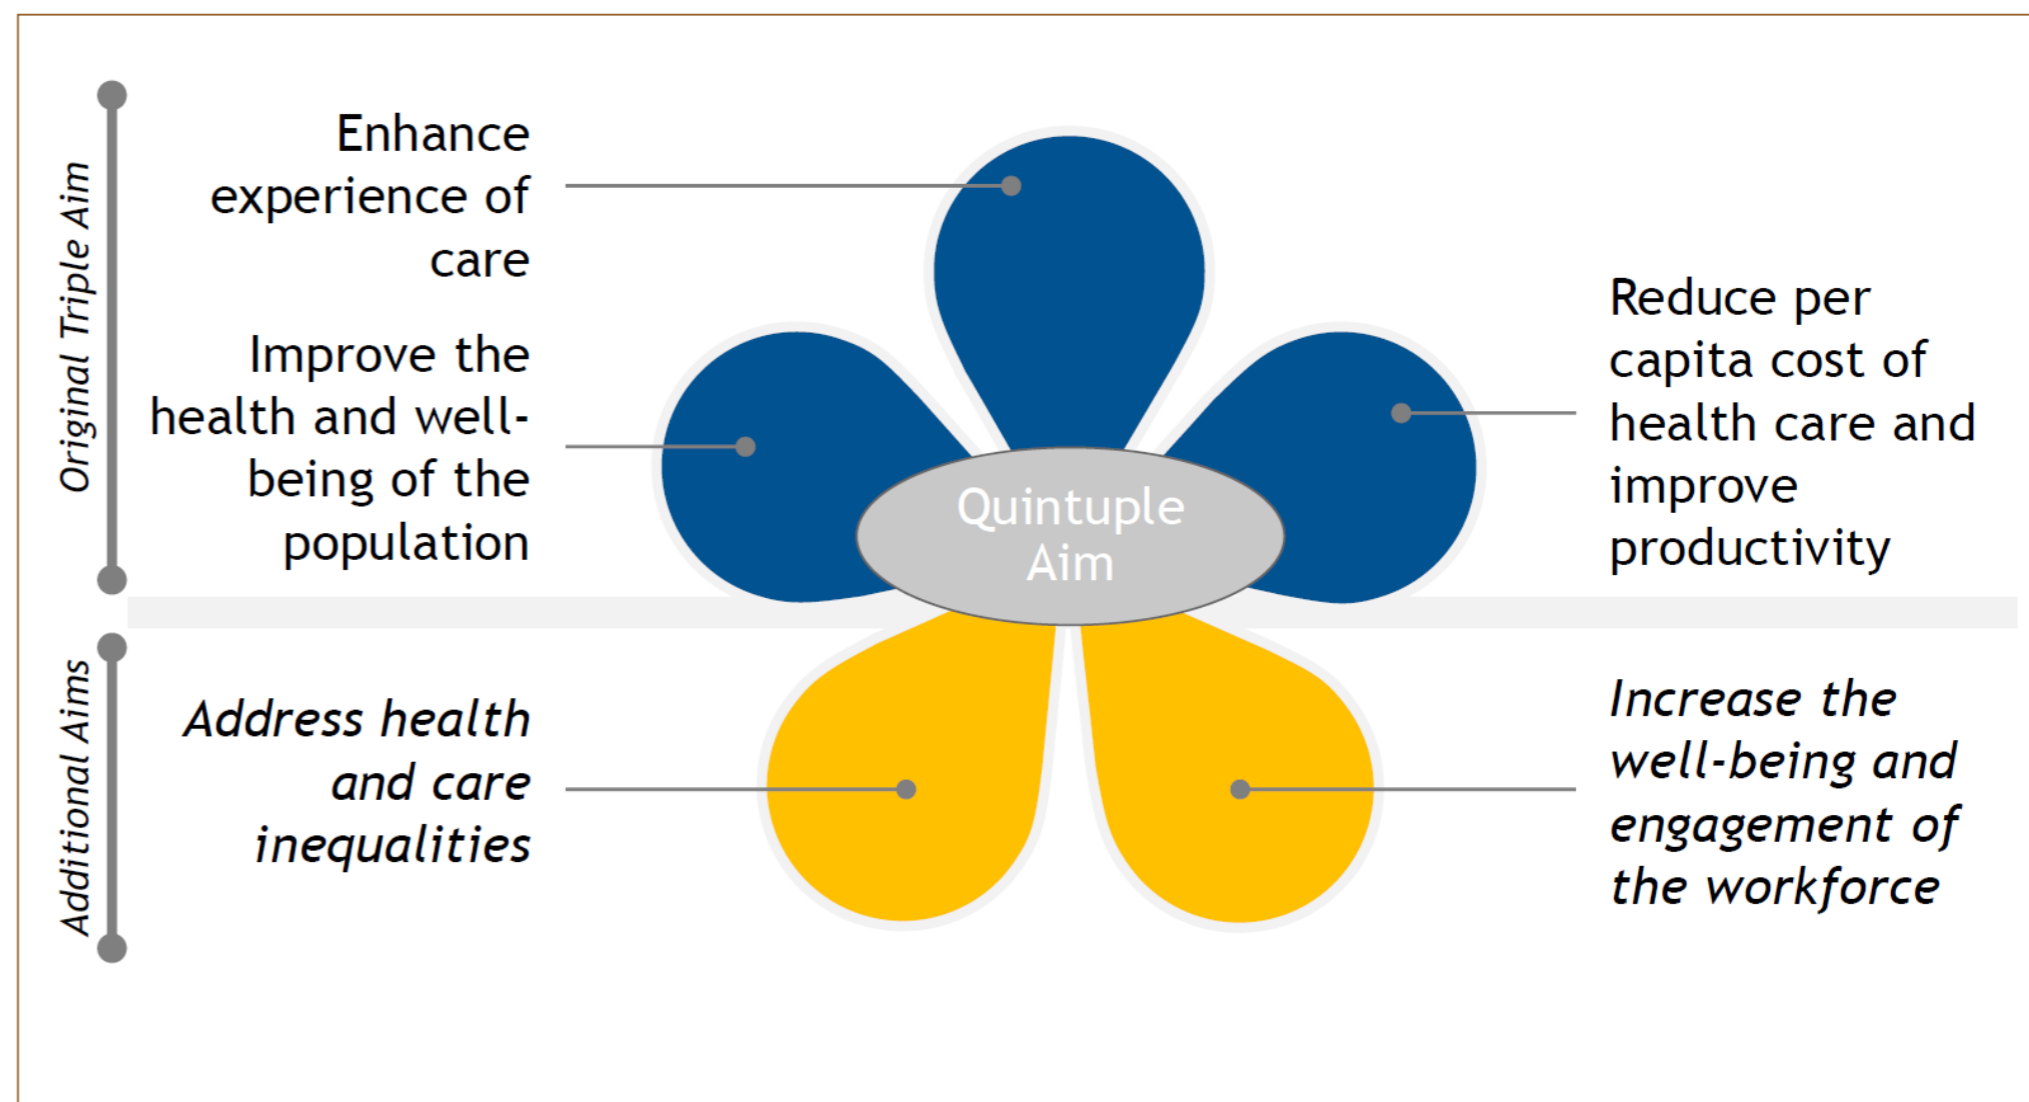 Original Triple Aim
Enhance
experience of
care
Improve the
health and well-
being of the
population
Quintuple
Aim
Reduce per
capita cost of
health care and
improve
productivity
Additional Aims
Address health
and care
inequalities
Increase the
well-being and
engagement of
the workforce